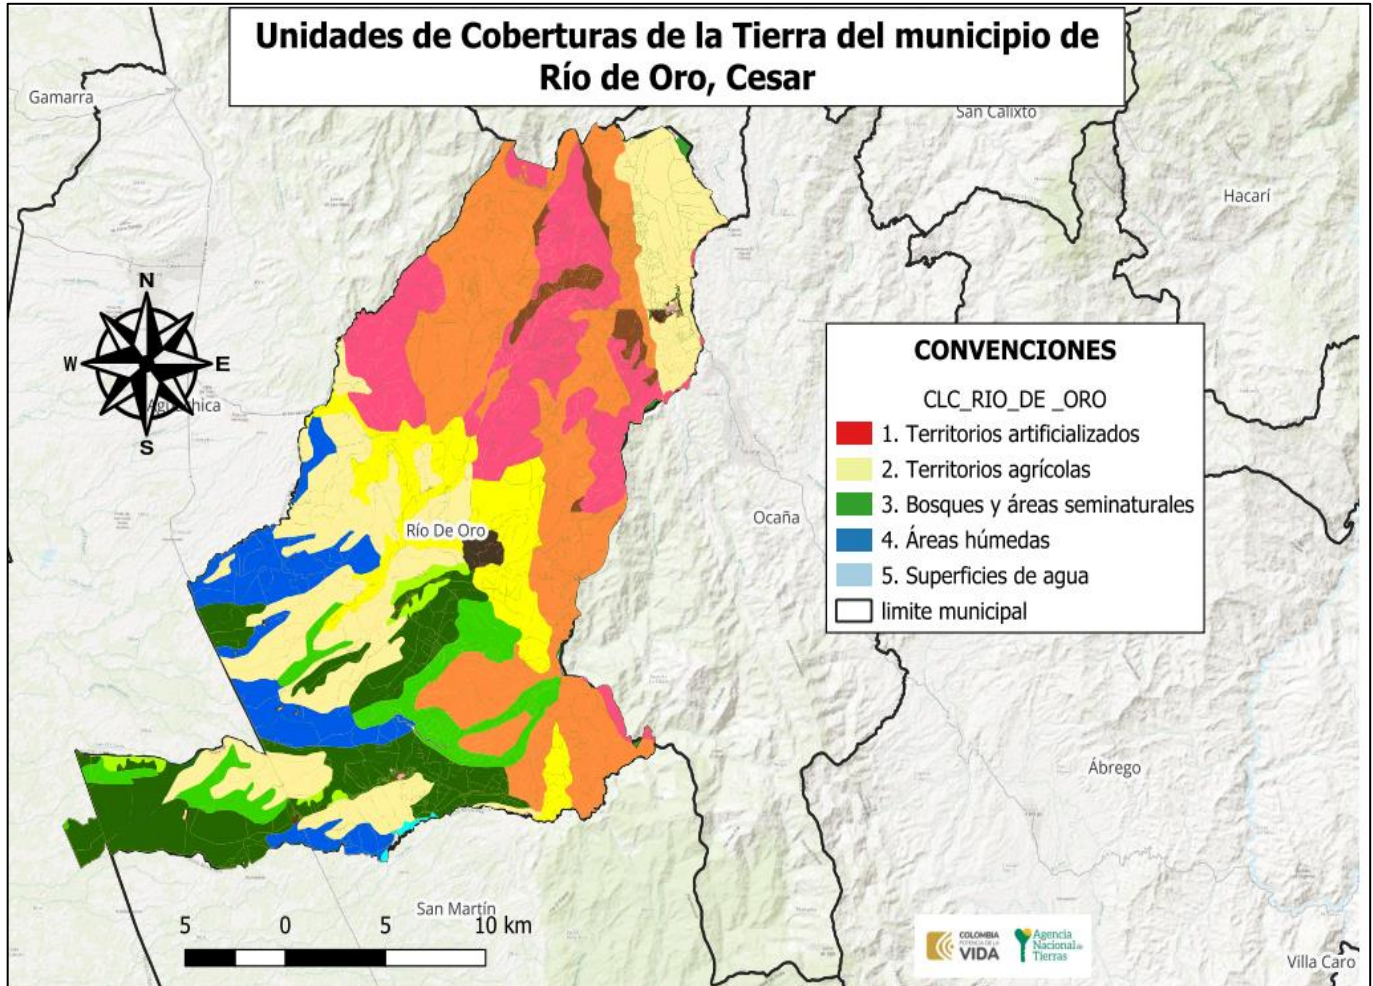 Unidades de Coberturas de la Tierra del municipio de
Río de Oro, Cesar
Gamarra
San Calixto
Hacarí
N
W
E
S
CONVENCIONES
CLC_RIO_DE _ORO
1. Territorios artificializados
2. Territorios agrícolas
3. Bosques y áreas seminaturales
4. Áreas húmedas
5. Superficies de agua
limite municipal
Río De Oro
Ocaña
Ábrego
San Martín
5 0 5 10 km
COLOMBIA
POTENCIA DE LA
VIDA
Agencia
Nacional de
Tierras
Villa Caro